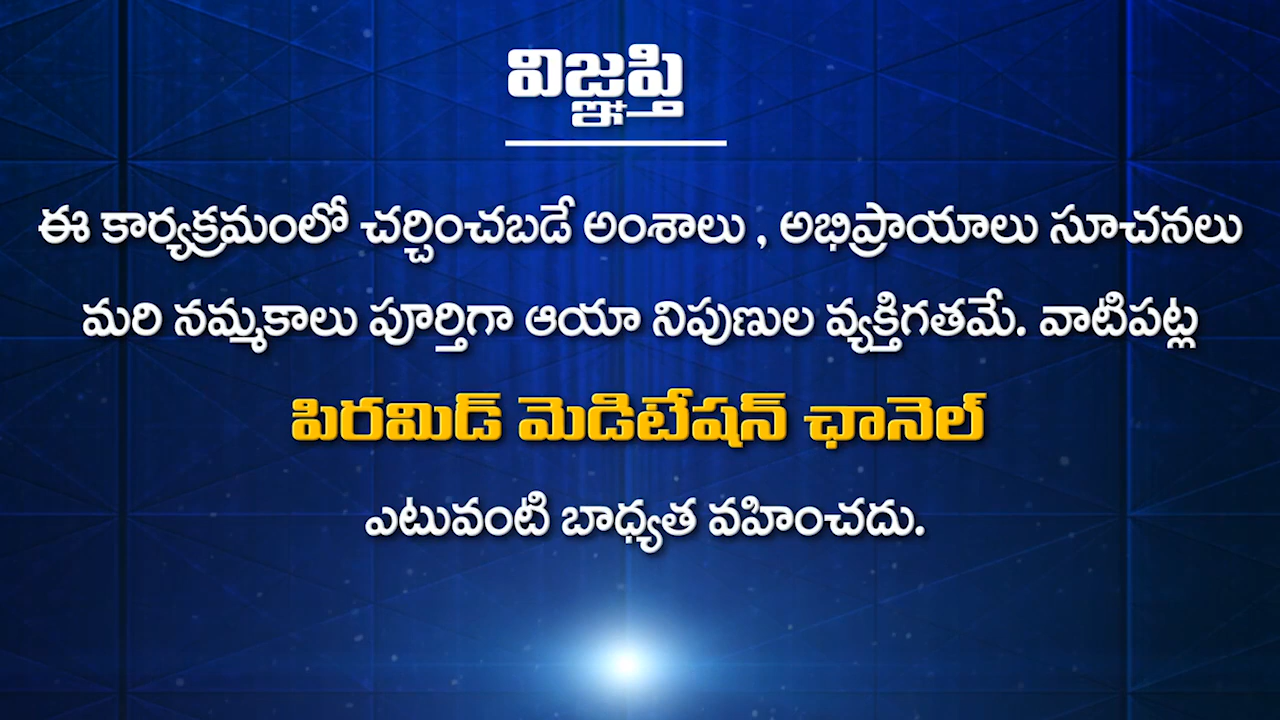 విజ్ఞప్తి
ఈ కార్యక్రమంలో చర్చించబడే అంశాలు , అభిప్రాయాలు సూచనలు
మరి నమ్మకాలు పూర్తిగా ఆయా నిపుణుల వ్యక్తిగతమే. వాటిపట్ల
పిరమిడ్ మెడిటేషన్ ఛానెల్
ఎటువంటి బాధ్యత వహించదు.